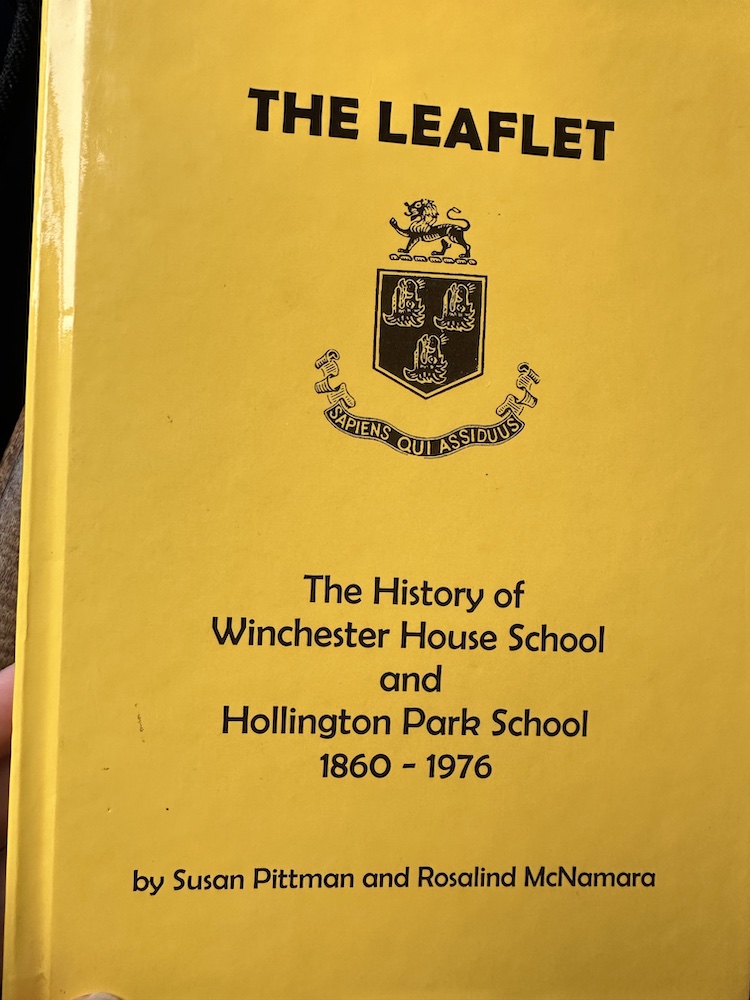 THE LEAFLET
SAPIENS QUI ASSIDUUS
The History of
Winchester House School
and
Hollington Park School
1860 - 1976
by Susan Pittman and Rosalind McNamara